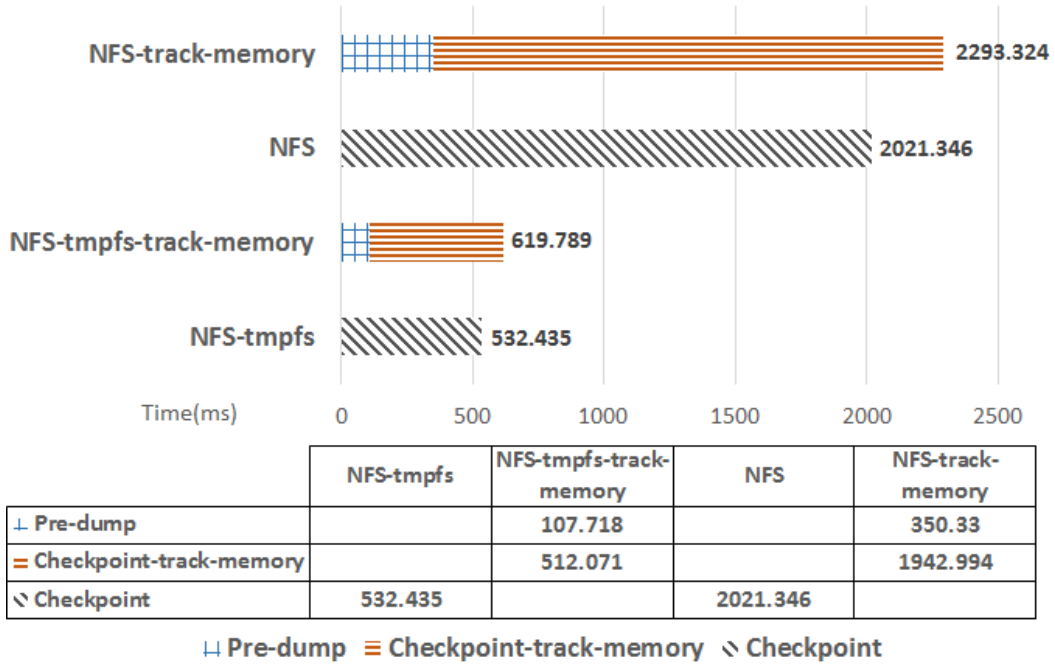 NFS-track-memory
2293.324
NFS
2021.346
NFS-tmpfs-track-memory
619.789
NFS-tmpfs
532.435
Time(ms) 0 500 1000 1500 2000 2500
NFS-tmpfs NFS-tmpfs-track-memory NFS NFS-track-memory
Pre-dump 107.718 350.33
Checkpoint-track-memory 512.071 1942.994
Checkpoint 532.435 2021.346
Pre-dump Checkpoint-track-memory Checkpoint